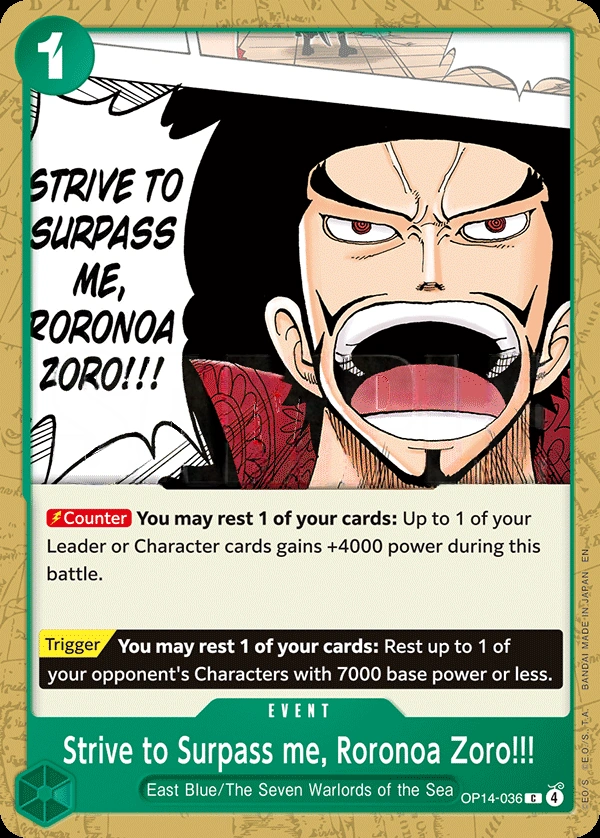 1
STRIVE TO
SURPASS
ME,
RORONOA
ZORO!!!
Counter You may rest 1 of your cards: Up to 1 of your
Leader or Character cards gains +4000 power during this
battle.
Trigger You may rest 1 of your cards: Rest up to 1 of
your opponent's Characters with 7000 base power or less.
EVENT
Strive to Surpass me, Roronoa Zoro!!!
East Blue/The Seven Warlords of the Sea
OP14-036 C 4
©E.O./S. ©E.O./S.,T.A. BANDAI MADE IN JAPAN EN